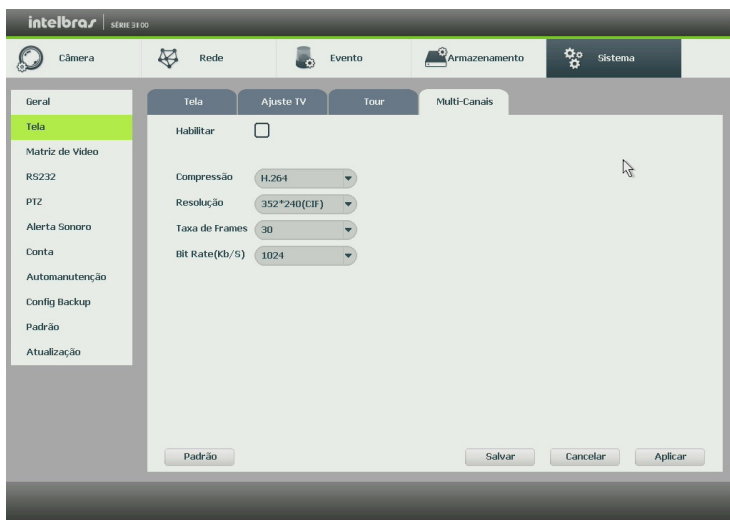 intelbras SÉRIE 3100
Câmera Rede Evento Armazenamento Sistema
Geral
Tela
Matriz de Vídeo
RS232
PTZ
Alerta Sonoro
Conta
Automanutenção
Config Backup
Padrão
Atualização
Tela Ajuste TV Tour Multi-Canais
Habilitar
Compressão H.264
Resolução 352*240(CIF)
Taxa de Frames 30
Bit Rate(Kb/S) 1024
Padrão Salvar Cancelar Aplicar